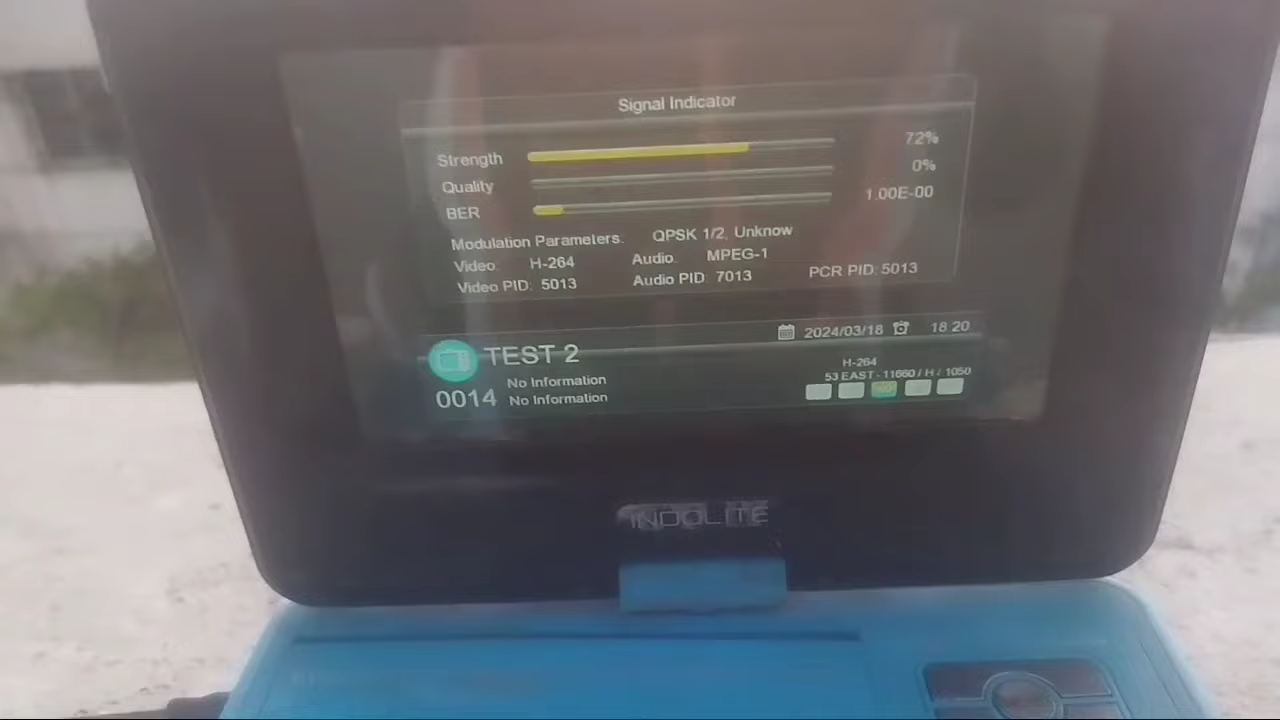 Signal Indicator
Strength 72%
Quality 0%
BER 1.00E-00
Modulation Parameters: QPSK 1/2, Unknow
Video: H-264 Audio: MPEG-1
Video PID: 5013 Audio PID: 7013 PCR PID: 5013
2024/03/18 18:20
TEST 2
H-264
No Information
53 EAST - 11660 / H / 1050
0014 No Information
INDOLITE